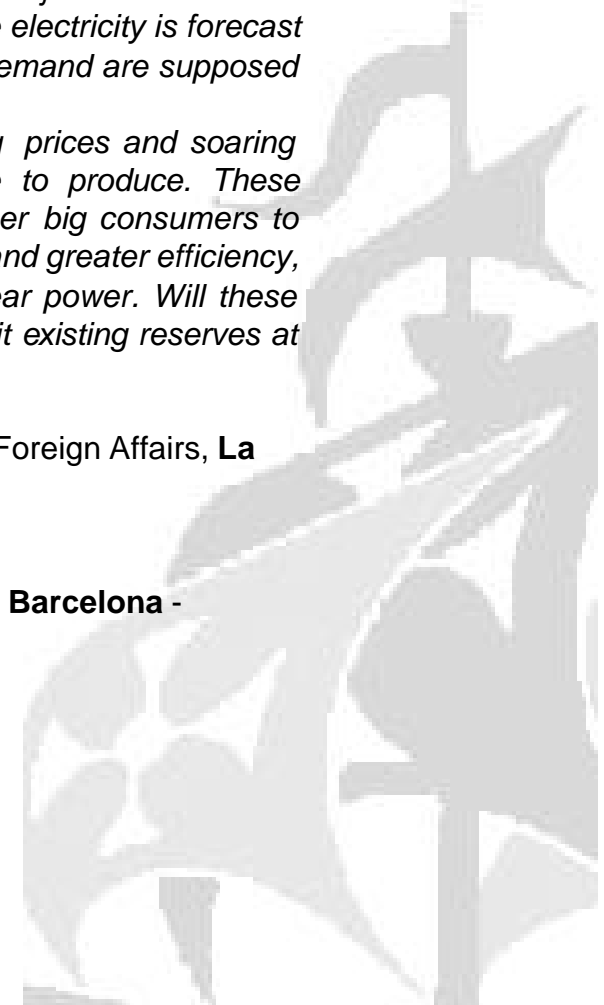 electricity is forecast
emand are supposed
prices and soaring
to produce. These
er big consumers to
and greater efficiency,
ear power. Will these
it existing reserves at
Foreign Affairs, La
Barcelona -